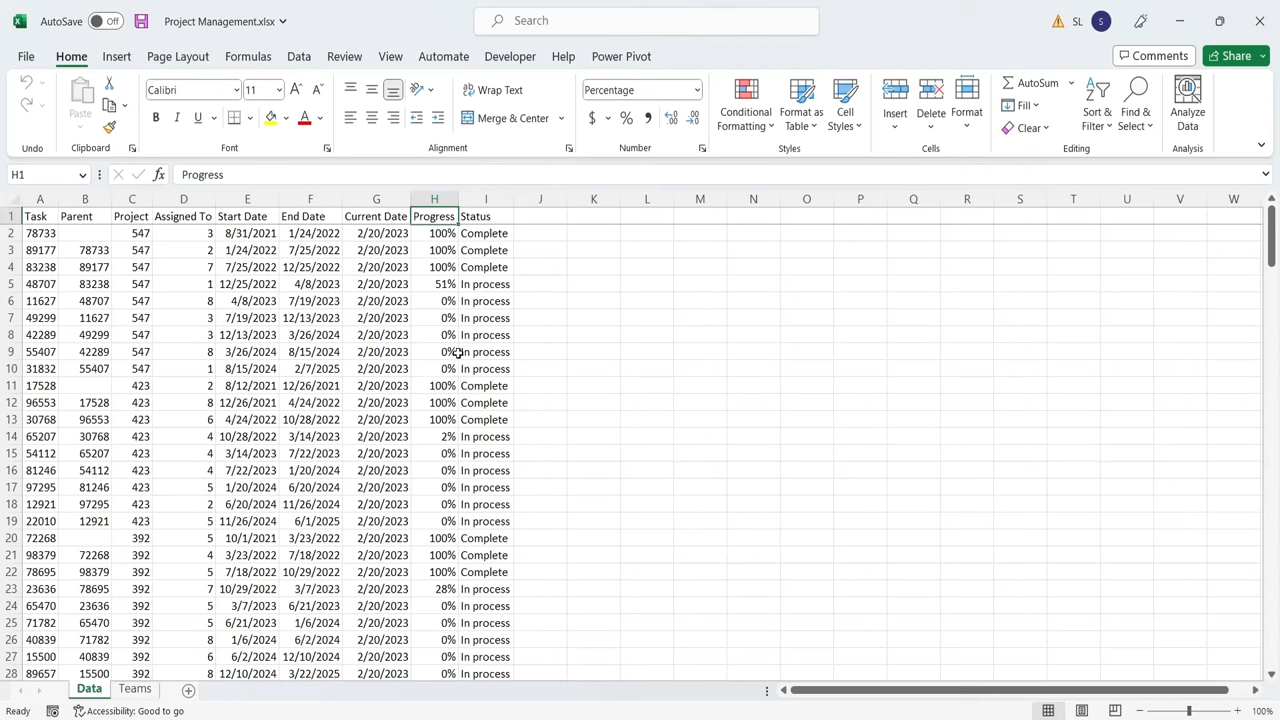 AutoSave Off Project Management.xlsx Search SL S
File Home Insert Page Layout Formulas Data Review View Automate Developer Help Power Pivot Comments Share
Paste Calibri 11 Wrap Text Percentage Conditional Formatting Format as Table Cell Styles Insert Delete Format AutoSum Sort & Filter Find & Select Analyze Data
B I U A Merge & Center $ % Fill
Clear
Undo Clipboard Font Alignment Number Styles Cells Editing Analysis
H1 fx Progress
A B C D E F G H I J K L M N O P Q R S T U V W
1 Task Parent Project Assigned To Start Date End Date Current Date Progress Status
2 78733 547 3 8/31/2021 1/24/2022 2/20/2023 100% Complete
3 89177 78733 547 2 1/24/2022 7/25/2022 2/20/2023 100% Complete
4 83238 89177 547 7 7/25/2022 12/25/2022 2/20/2023 100% Complete
5 48707 83238 547 1 12/25/2022 4/8/2023 2/20/2023 51% In process
6 11627 48707 547 8 4/8/2023 7/19/2023 2/20/2023 0% In process
7 49299 11627 547 3 7/19/2023 12/13/2023 2/20/2023 0% In process
8 42289 49299 547 3 12/13/2023 3/26/2024 2/20/2023 0% In process
9 55407 42289 547 8 3/26/2024 8/15/2024 2/20/2023 0% In process
10 31832 55407 547 1 8/15/2024 2/7/2025 2/20/2023 0% In process
11 17528 423 2 8/12/2021 12/26/2021 2/20/2023 100% Complete
12 96553 17528 423 8 12/26/2021 4/24/2022 2/20/2023 100% Complete
13 30768 96553 423 6 4/24/2022 10/28/2022 2/20/2023 100% Complete
14 65207 30768 423 4 10/28/2022 3/14/2023 2/20/2023 2% In process
15 54112 65207 423 4 3/14/2023 7/22/2023 2/20/2023 0% In process
16 81246 54112 423 4 7/22/2023 1/20/2024 2/20/2023 0% In process
17 97295 81246 423 5 1/20/2024 6/20/2024 2/20/2023 0% In process
18 12921 97295 423 2 6/20/2024 11/26/2024 2/20/2023 0% In process
19 22010 12921 423 5 11/26/2024 6/1/2025 2/20/2023 0% In process
20 72268 392 5 10/1/2021 3/23/2022 2/20/2023 100% Complete
21 98379 72268 392 4 3/23/2022 7/18/2022 2/20/2023 100% Complete
22 78695 98379 392 5 7/18/2022 10/29/2022 2/20/2023 100% Complete
23 23636 78695 392 7 10/29/2022 3/7/2023 2/20/2023 28% In process
24 65470 23636 392 5 3/7/2023 6/21/2023 2/20/2023 0% In process
25 71782 65470 392 5 6/21/2023 1/6/2024 2/20/2023 0% In process
26 40839 71782 392 8 1/6/2024 6/2/2024 2/20/2023 0% In process
27 15500 40839 392 6 6/2/2024 12/10/2024 2/20/2023 0% In process
28 89657 15500 392 8 12/10/2024 3/22/2025 2/20/2023 0% In process
Data Teams
Ready Accessibility: Good to go 100%